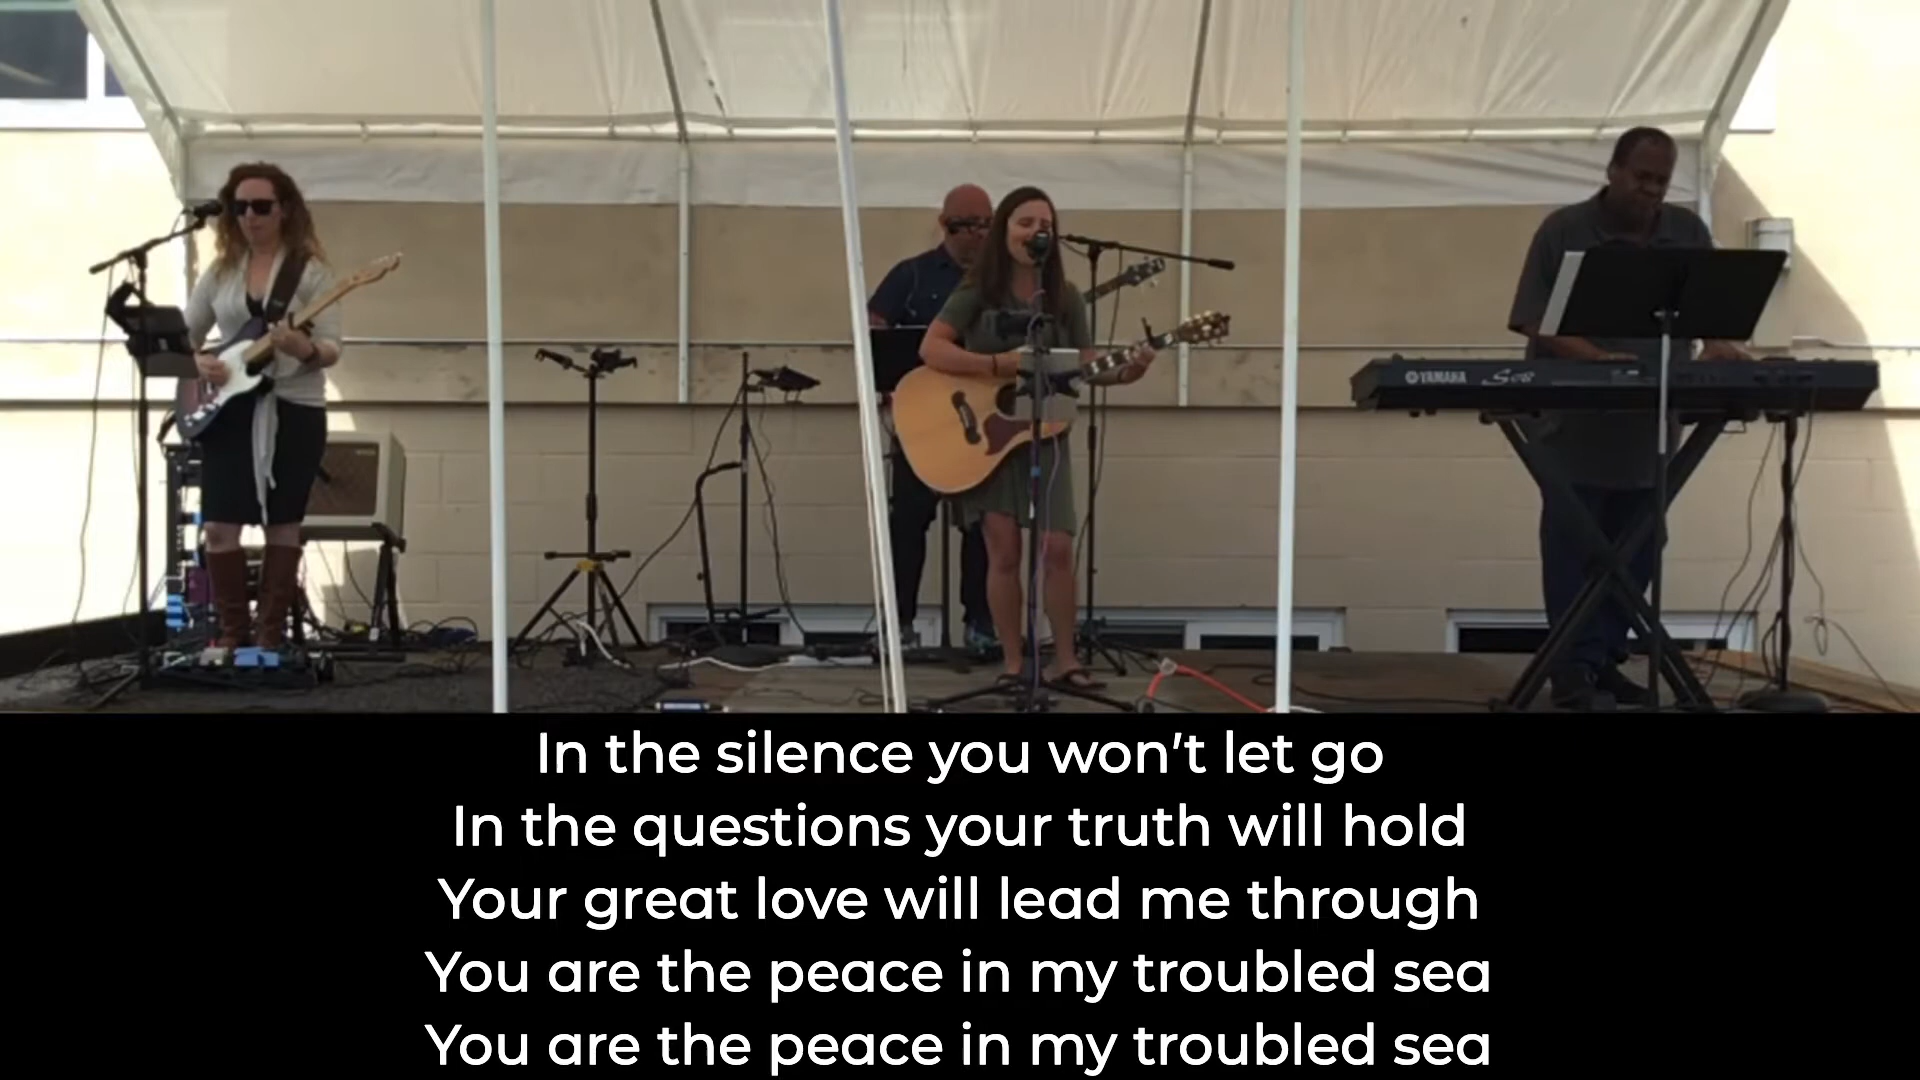 YAMAHA
In the silence you won't let go
In the questions your truth will hold
Your great love will lead me through
You are the peace in my troubled sea
You are the peace in my troubled sea